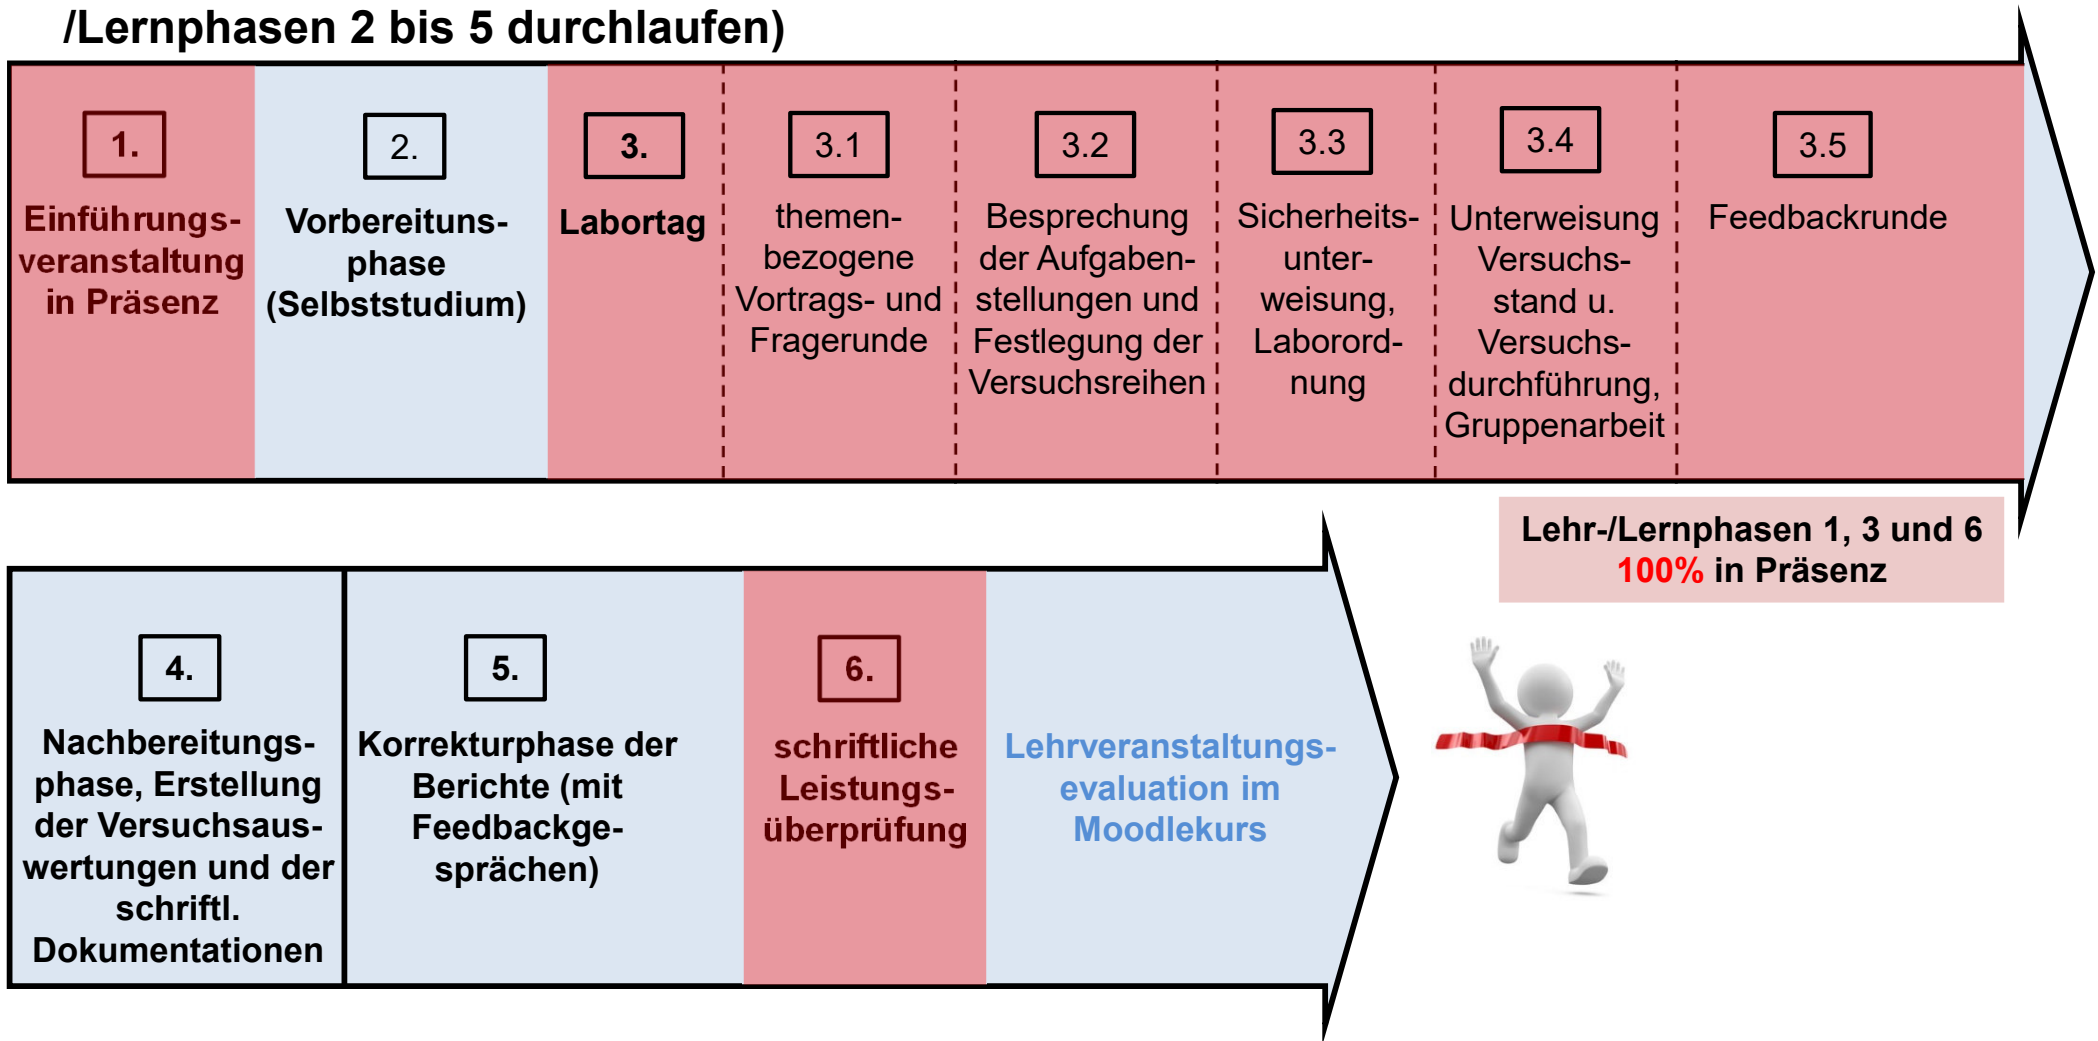 /Lernphasen 2 bis 5 durchlaufen)
1.
Einführungs-
veranstaltung
in Präsenz
2.
Vorbereituns-
phase
(Selbststudium)
3.
Labortag
3.1
themen-
bezogene
Vortrags- und
Fragerunde
3.2
Besprechung
der Aufgaben-
stellungen und
Festlegung der
Versuchsreihen
3.3
Sicherheits-
unter-
weisung,
Laborord-
nung
3.4
Unterweisung
Versuchs-
stand u.
Versuchs-
durchführung,
Gruppenarbeit
3.5
Feedbackrunde
Lehr-/Lernphasen 1, 3 und 6
100% in Präsenz
4.
Nachbereitungs-
phase, Erstellung
der Versuchsaus-
wertungen und der
schriftl.
Dokumentationen
5.
Korrekturphase der
Berichte (mit
Feedbackge-
sprächen)
6.
schriftliche
Leistungs-
überprüfung
Lehrveranstaltungs-
evaluation im
Moodlekurs